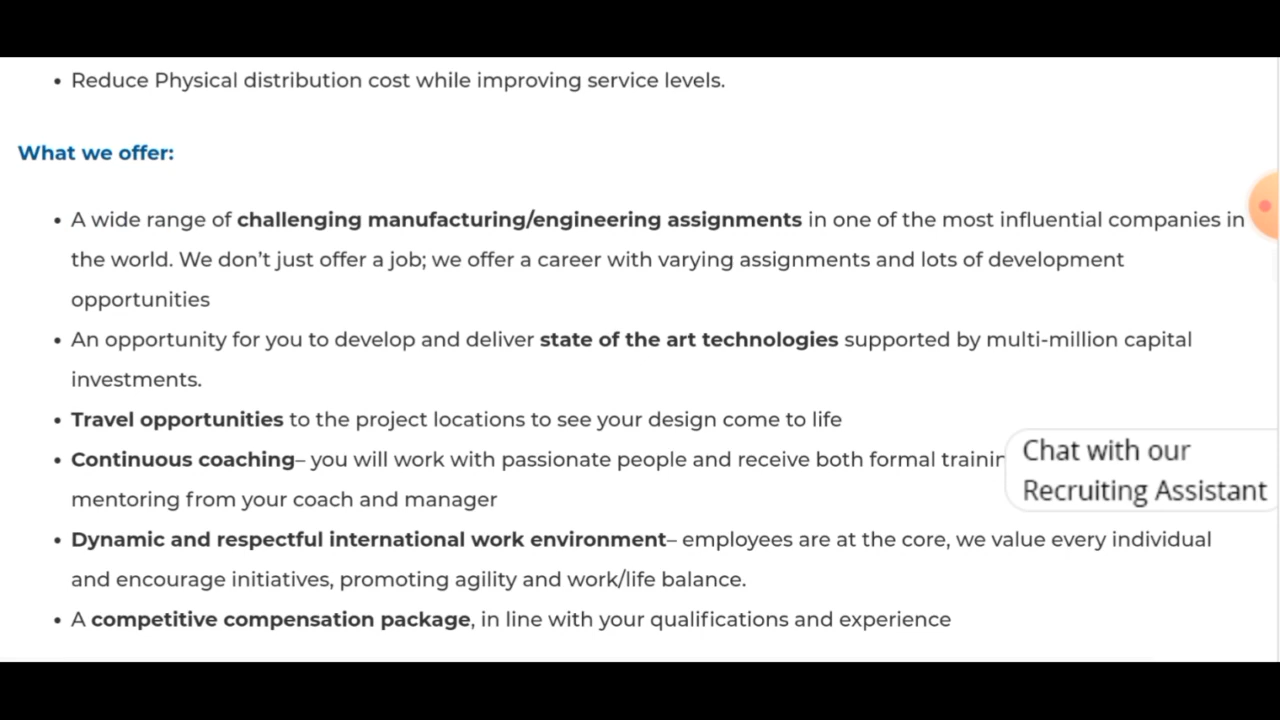 • Reduce Physical distribution cost while improving service levels.
What we offer:
• A wide range of challenging manufacturing/engineering assignments in one of the most influential companies in
the world. We don't just offer a job; we offer a career with varying assignments and lots of development
opportunities
• An opportunity for you to develop and deliver state of the art technologies supported by multi-million capital
investments.
• Travel opportunities to the project locations to see your design come to life
• Continuous coaching– you will work with passionate people and receive both formal
mentoring from your coach and manager
Chat with our
Recruiting Assistant
• Dynamic and respectful international work environment– employees are at the core, we value every individual
and encourage initiatives, promoting agility and work/life balance.
• A competitive compensation package, in line with your qualifications and experience